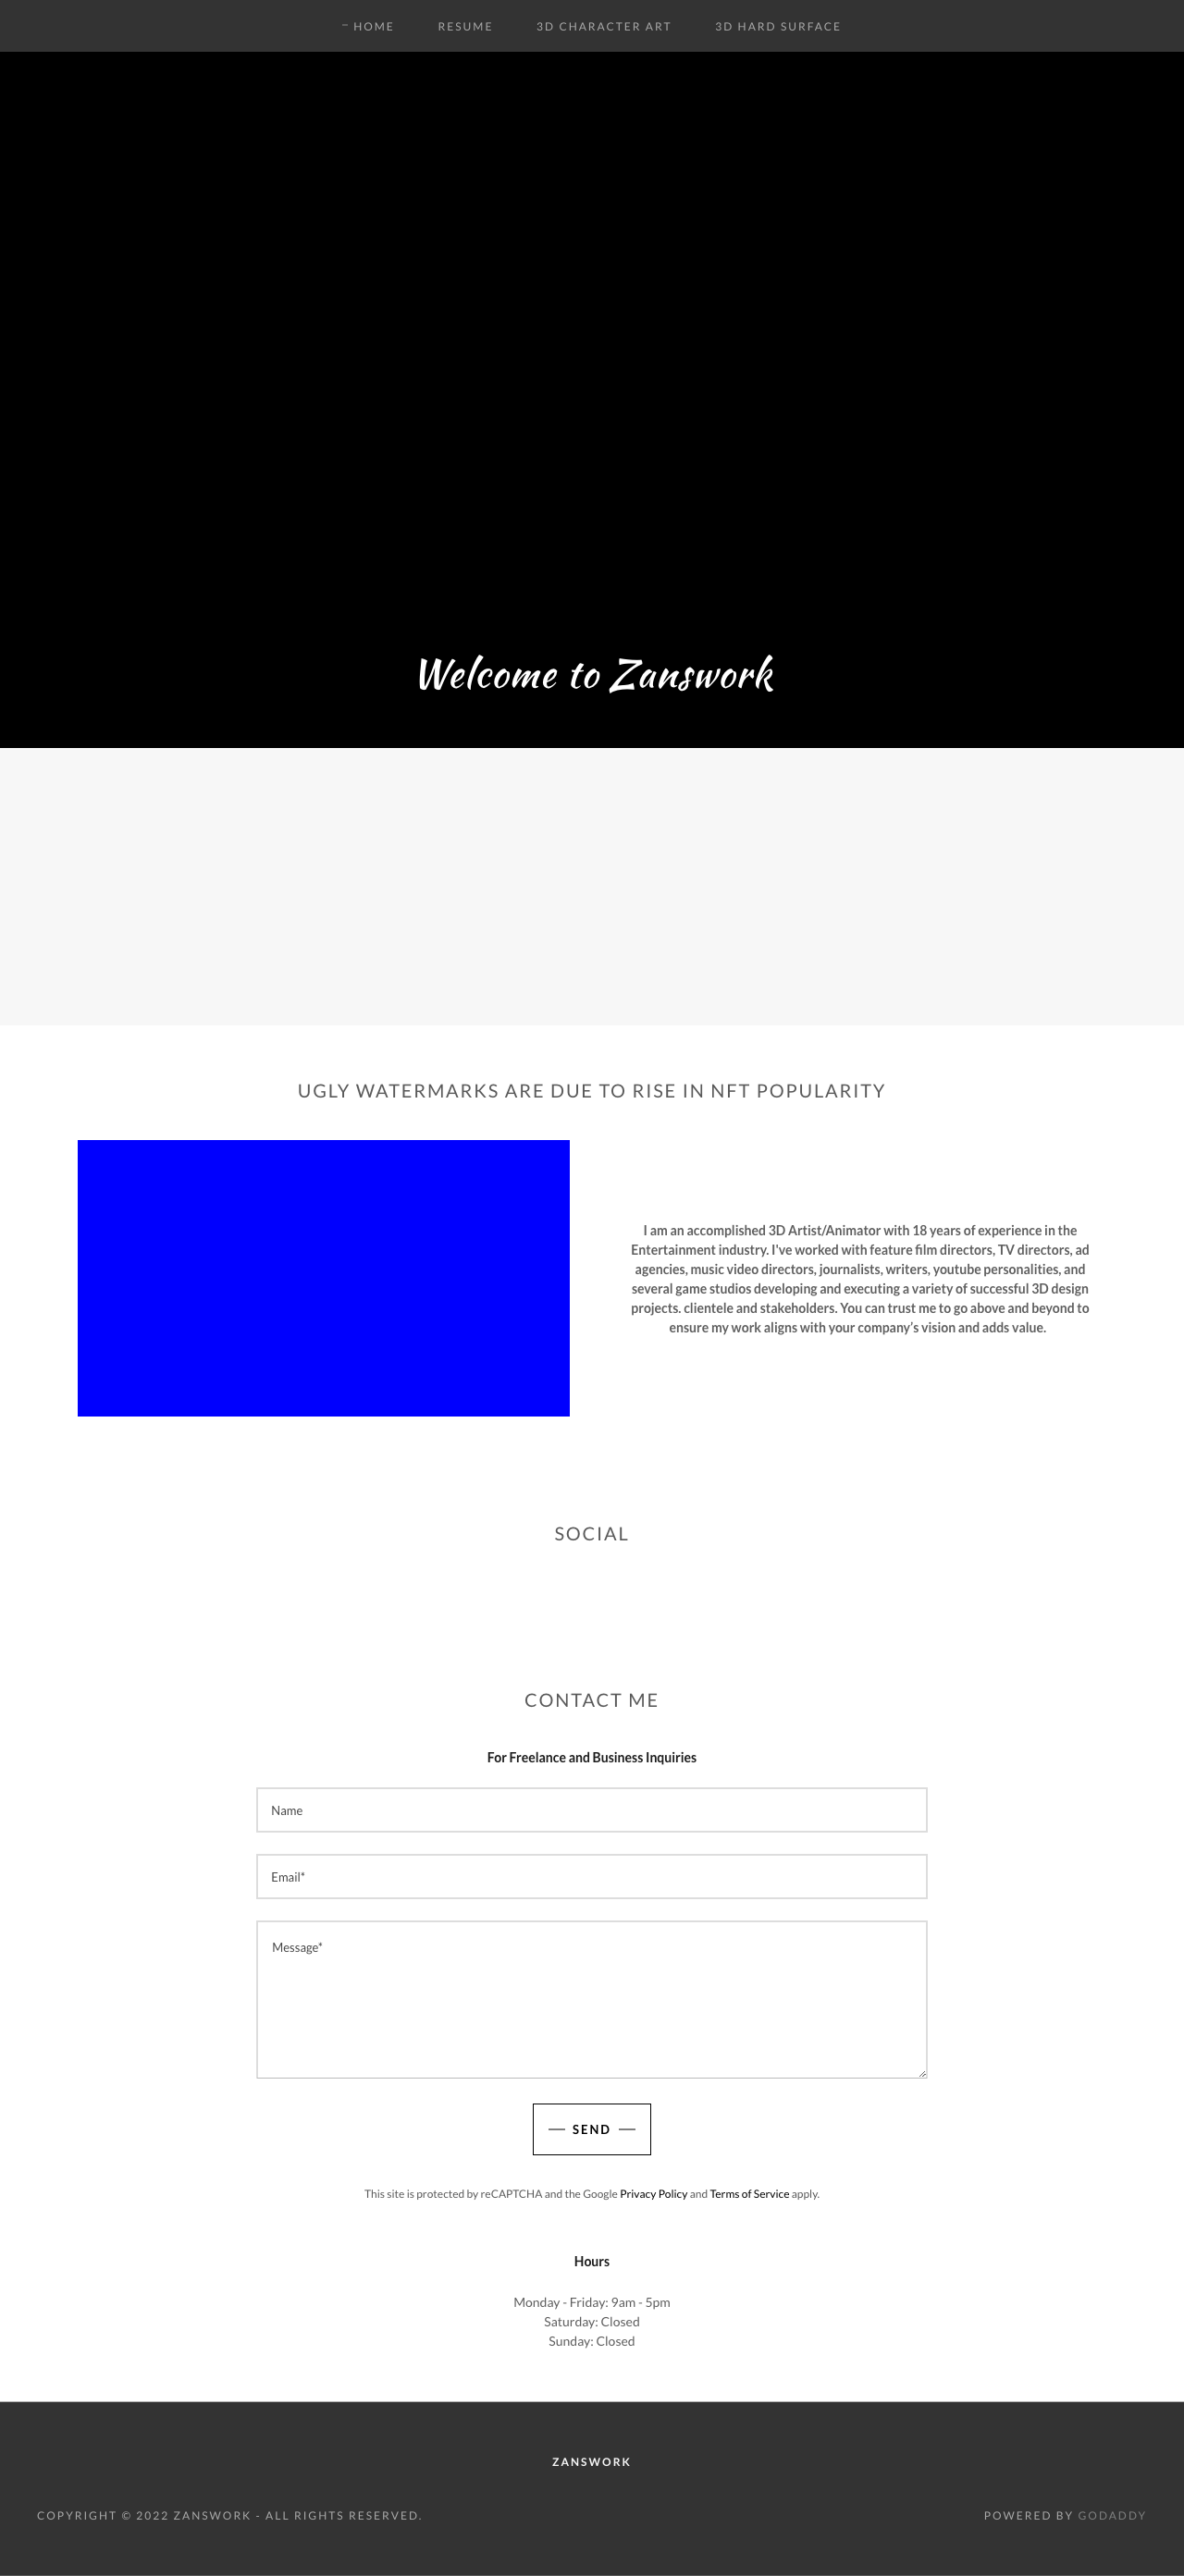 HOME RESUME 3D CHARACTER ART 3D HARD SURFACE
Welcome to Zanswork
UGLY WATERMARKS ARE DUE TO RISE IN NFT POPULARITY
I am an accomplished 3D Artist/Animator with 18 years of experience in the
Entertainment industry. I've worked with feature film directors, TV directors, ad
agencies, music video directors, journalists, writers, youtube personalities, and
several game studios developing and executing a variety of successful 3D design
projects. clientele and stakeholders. You can trust me to go above and beyond to
ensure my work aligns with your company's vision and adds value.
SOCIAL
CONTACT ME
For Freelance and Business Inquiries
Name
Email*
Message*
SEND
This site is protected by reCAPTCHA and the Google Privacy Policy and Terms of Service apply.
Hours
Monday - Friday: 9am - 5pm
Saturday: Closed
Sunday: Closed
ZANSWORK
COPYRIGHT © 2022 ZANSWORK - ALL RIGHTS RESERVED.
POWERED BY GODADDY